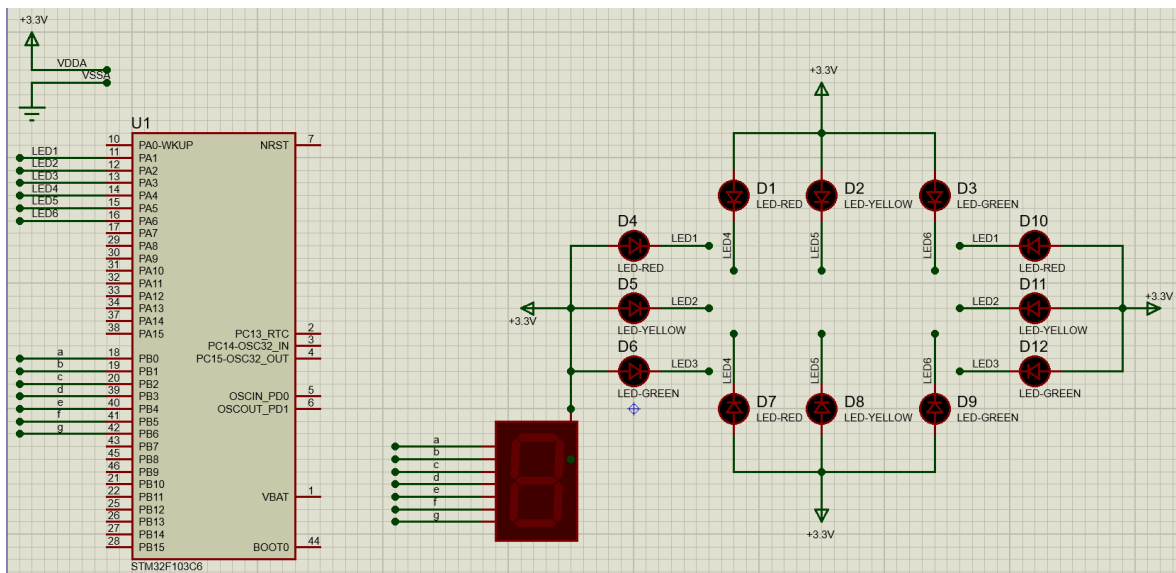 +3.3V
VDDA
VSSA
U1
10 PA0-WKUP NRST 7
LED1 11 PA1
LED2 12 PA2
LED3 13 PA3
LED4 14 PA4
LED5 15 PA5
LED6 16 PA6
17 PA7
29 PA8
30 PA9
31 PA10
32 PA11
33 PA12
34 PA13
37 PA14
38 PA15
PC13_RTC 2
PC14-OSC32_IN 3
PC15-OSC32_OUT 4
a 18 PB0
b 19 PB1
c 20 PB2
d 39 PB3
e 40 PB4
f 41 PB5
g 42 PB6
43 PB7
45 PB8
46 PB9
21 PB10
22 PB11
25 PB12
26 PB13
27 PB14
28 PB15
OSCIN_PD0 5
OSCOUT_PD1 6
VBAT 1
BOOT0 44
STM32F103C6
+3.3V
D1
LED-RED
LED4
D2
LED-YELLOW
LED5
D3
LED-GREEN
LED6
D4
LED1
LED-RED
D5
LED2
LED-YELLOW
D6
LED3
LED-GREEN
+3.3V
D10
LED1
LED-RED
D11
LED2
LED-YELLOW
D12
LED3
LED-GREEN
+3.3V
LED4
D7
LED-RED
LED5
D8
LED-YELLOW
LED6
D9
LED-GREEN
+3.3V
a
b
c
d
e
f
g